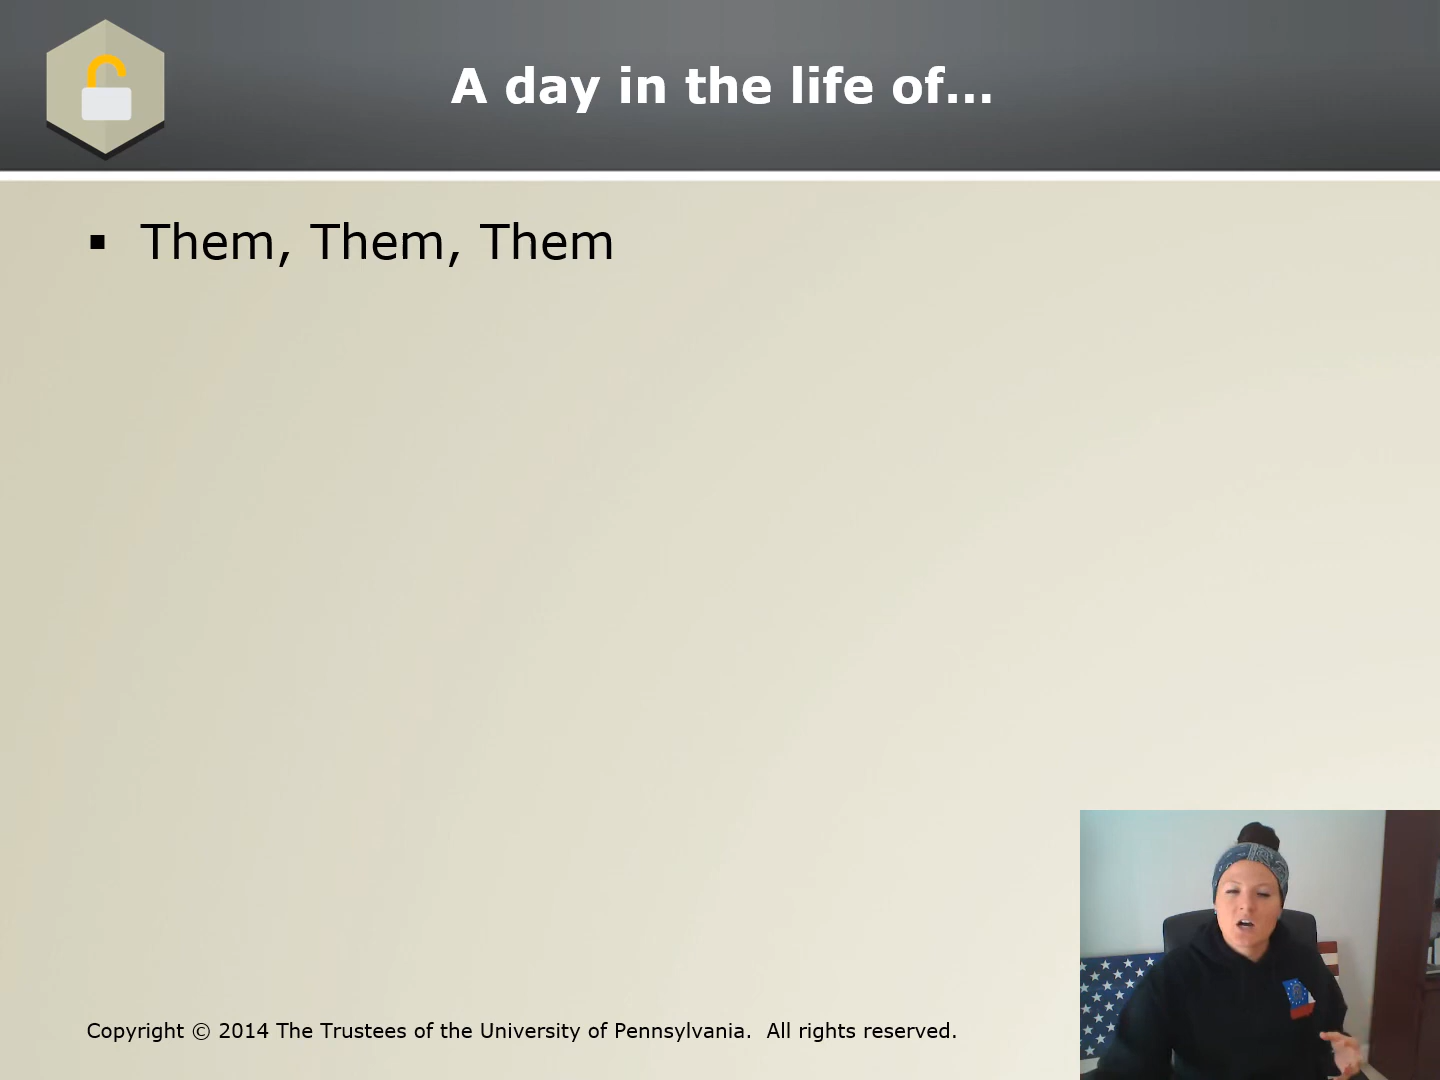 A day in the life of…
▪ Them, Them, Them
Copyright © 2014 The Trustees of the University of Pennsylvania. All rights reserved.